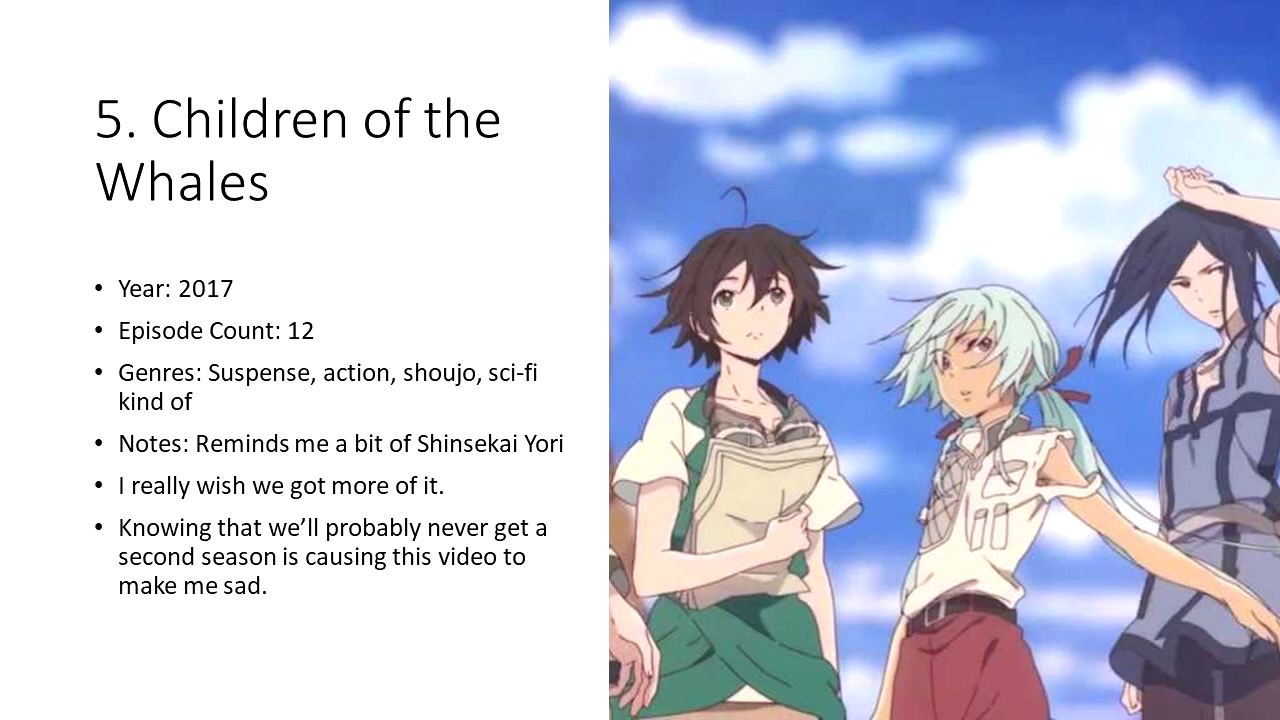 5. Children of the
Whales
• Year: 2017
• Episode Count: 12
• Genres: Suspense, action, shoujo, sci-fi
kind of
• Notes: Reminds me a bit of Shinsekai Yori
• I really wish we got more of it.
• Knowing that we’ll probably never get a
second season is causing this video to
make me sad.